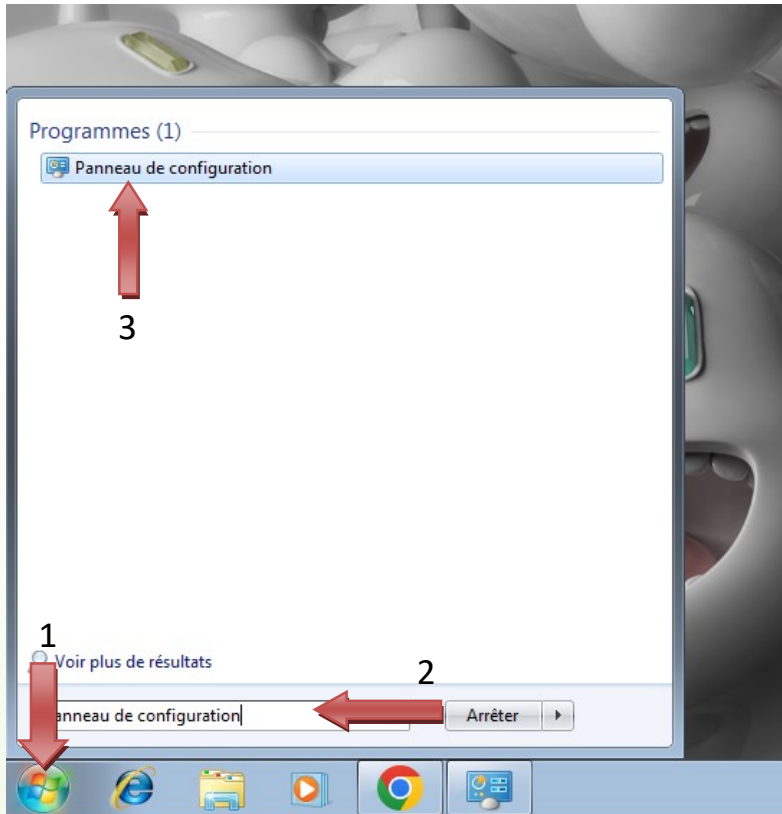 Programmes (1)
Panneau de configuration
3
1
Voir plus de résultats
2
anneau de configuration
Arrêter